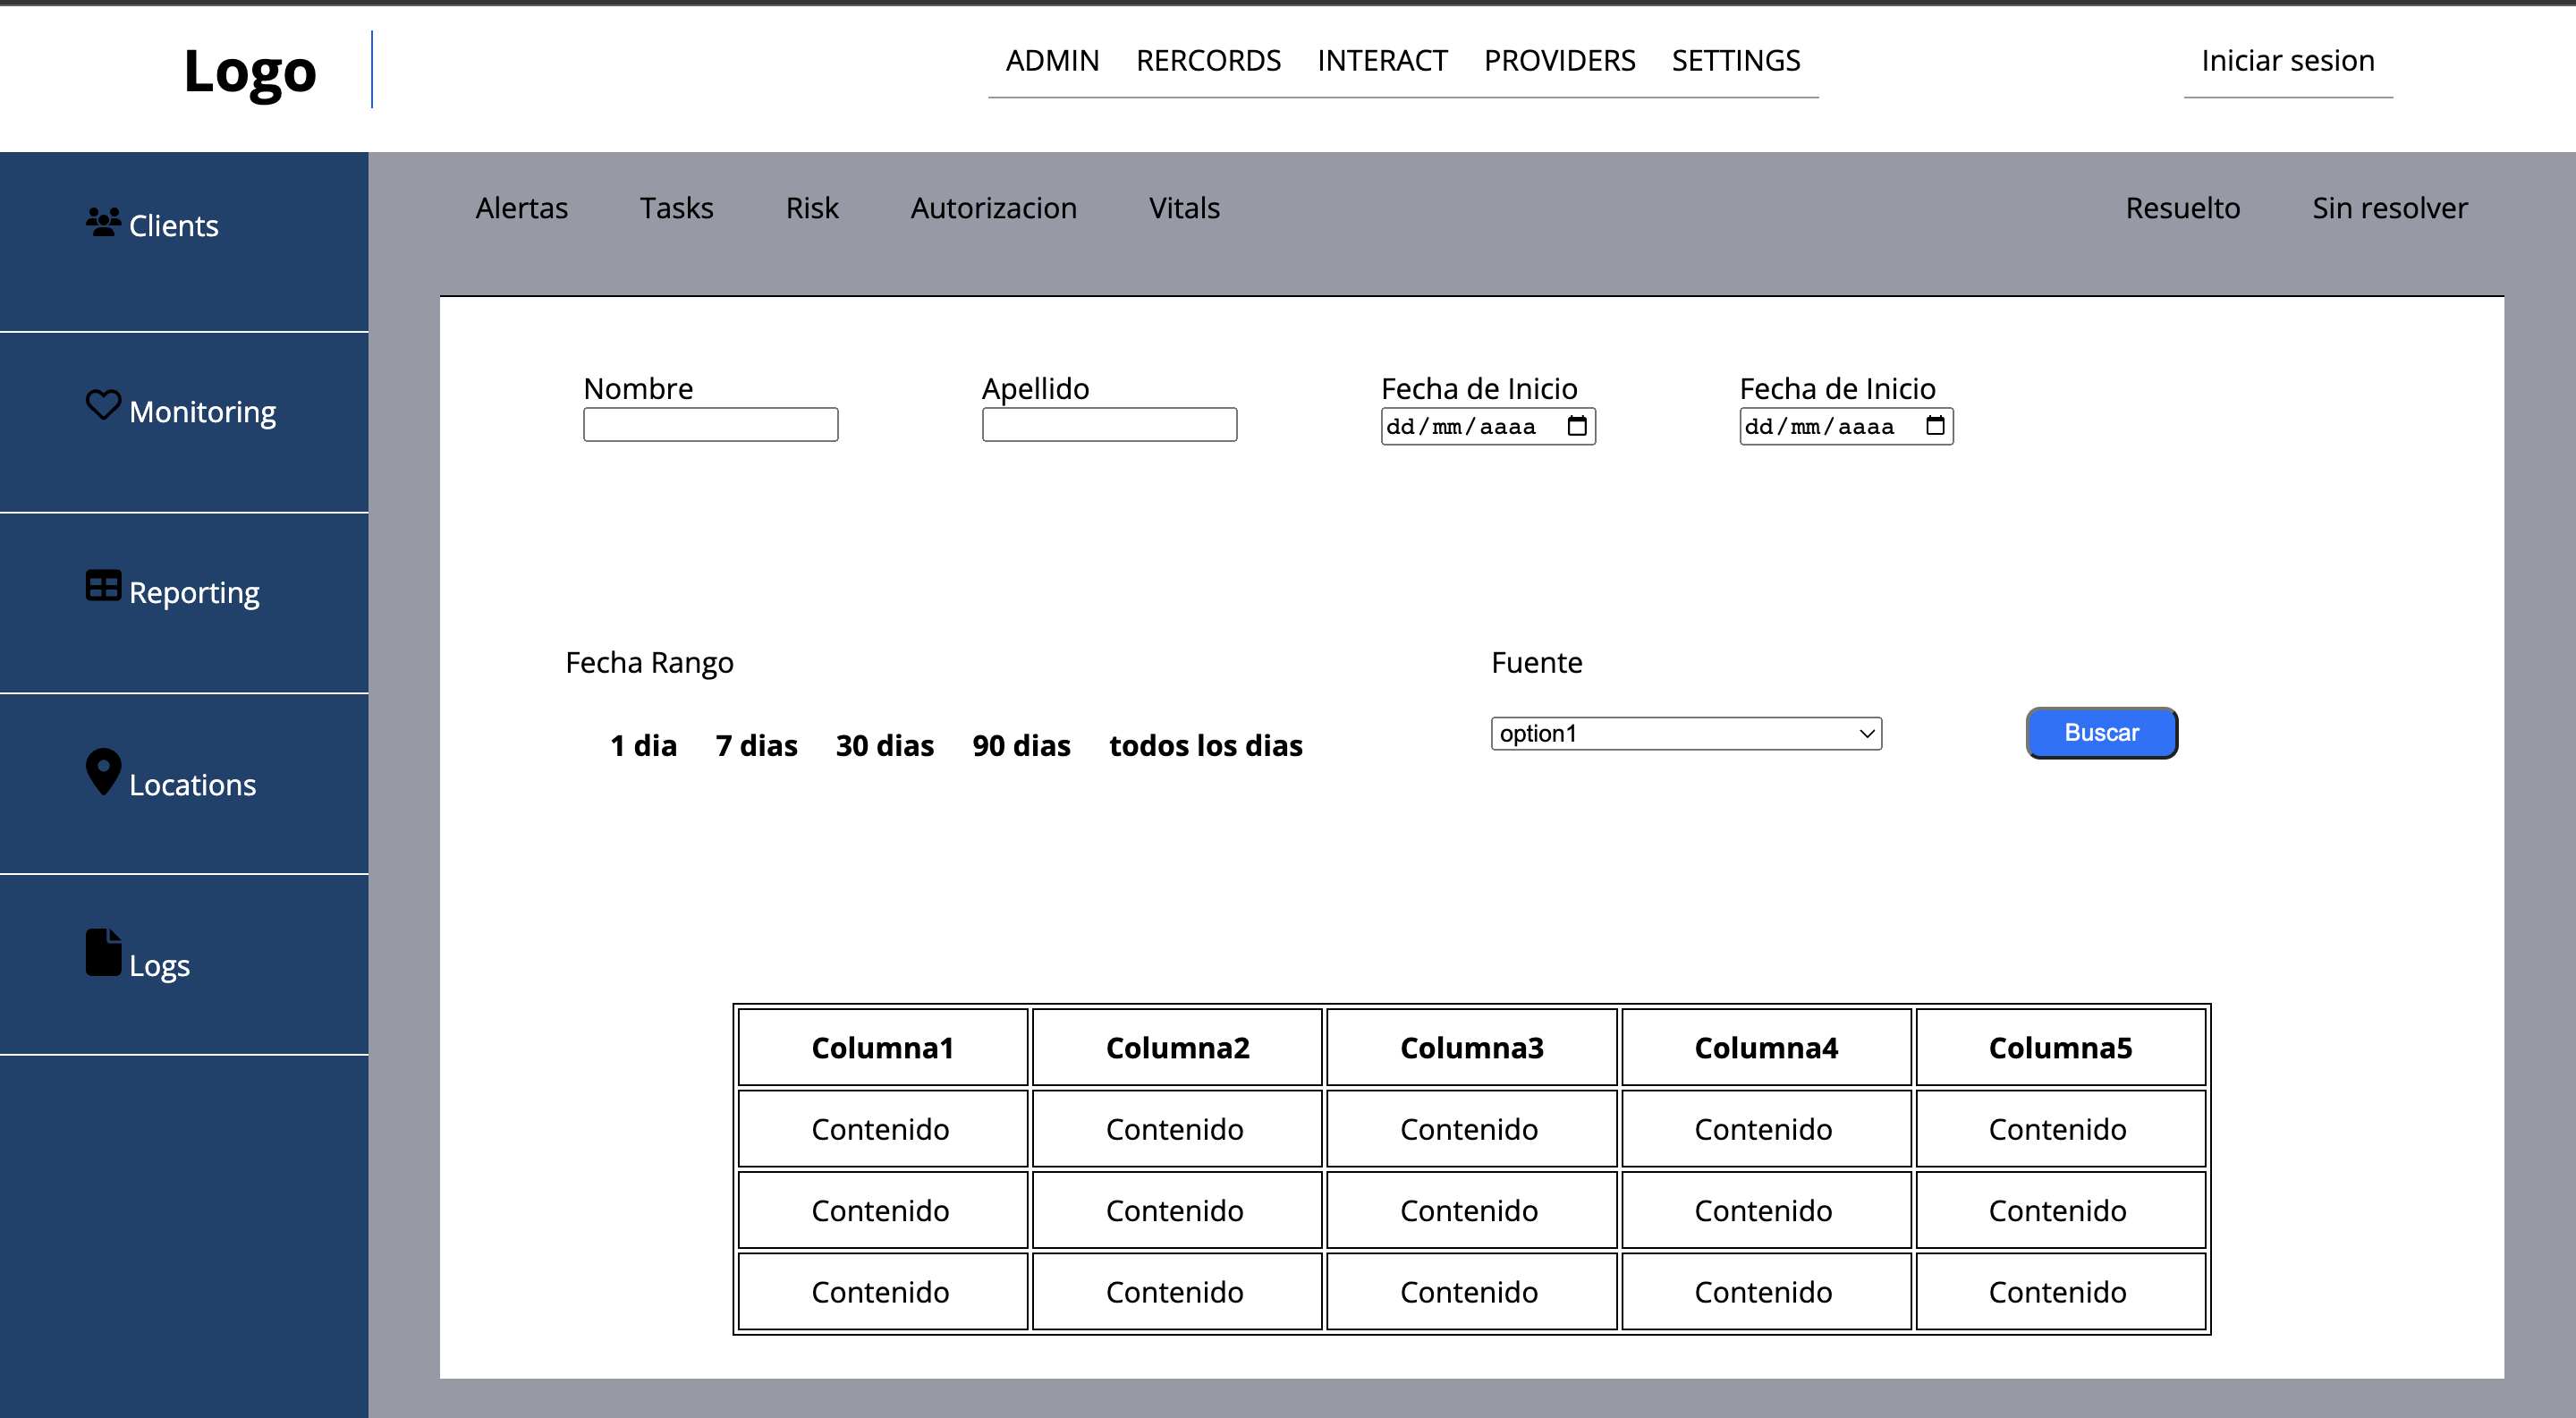 Logo
ADMIN RERCORDS INTERACT PROVIDERS SETTINGS
Iniciar sesion
Clients
Monitoring
Reporting
Locations
Logs
Alertas Tasks Risk Autorizacion Vitals
Resuelto Sin resolver
Nombre Apellido Fecha de Inicio Fecha de Inicio
dd/mm/aaaa dd/mm/aaaa
Fecha Rango Fuente
1 dia 7 dias 30 dias 90 dias todos los dias
option1
Buscar
Columna1 Columna2 Columna3 Columna4 Columna5
Contenido Contenido Contenido Contenido Contenido
Contenido Contenido Contenido Contenido Contenido
Contenido Contenido Contenido Contenido Contenido